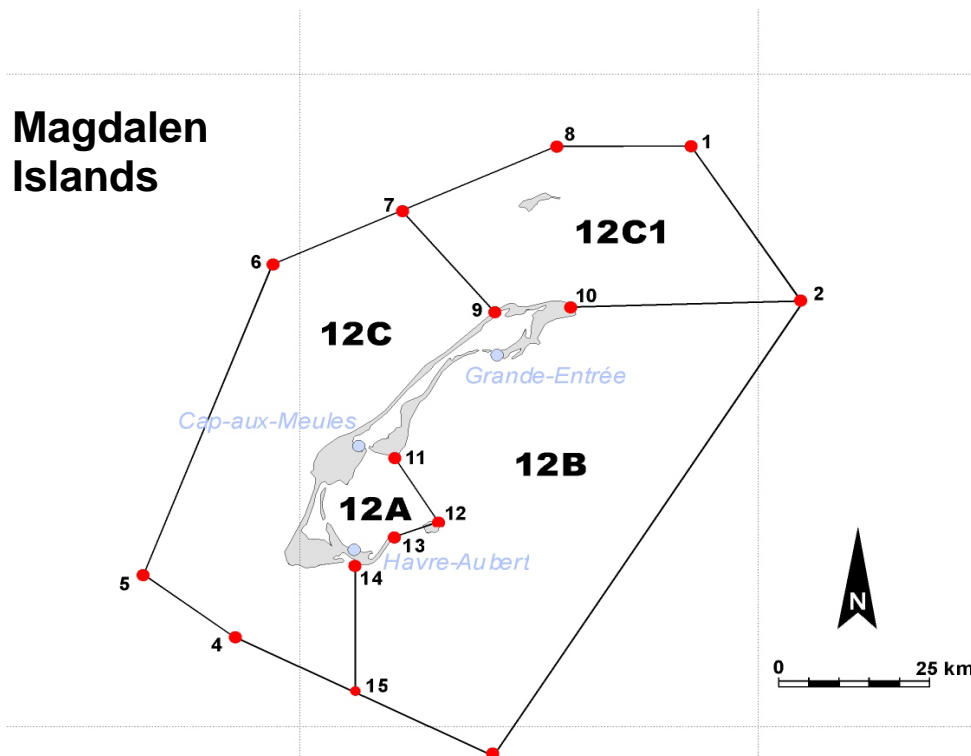 Magdalen
Islands
8
1
7
12C1
6
2
9
10
12C
Grande-Entrée
Cap-aux-Meules
11
12B
12A
12
13
Havre-Aubert
14
5
4
N
0 25 km
15